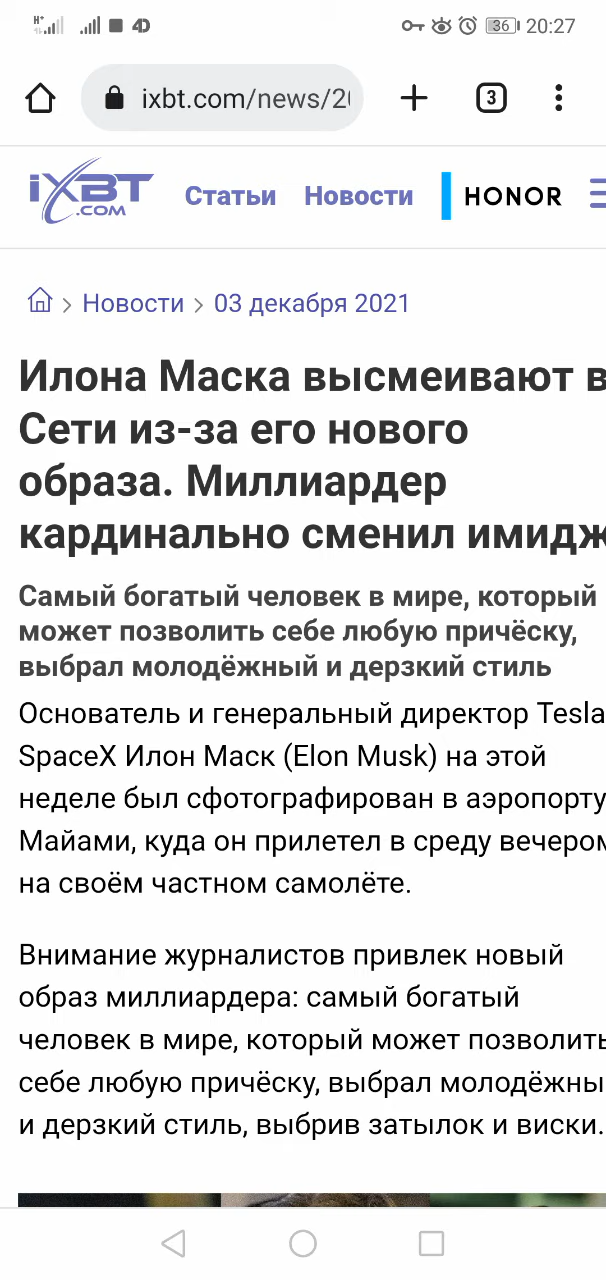 H+ 4D 36 20:27
ixbt.com/news/20 3
iXBT.COM Статьи Новости HONOR
Новости > 03 декабря 2021
Илона Маска высмеивают в
Сети из-за его нового
образа. Миллиардер
кардинально сменил имидж
Самый богатый человек в мире, который
может позволить себе любую причёску,
выбрал молодёжный и дерзкий стиль
Основатель и генеральный директор Tesla
SpaceX Илон Маск (Elon Musk) на этой
неделе был сфотографирован в аэропорту
Майами, куда он прилетел в среду вечером
на своём частном самолёте.
Внимание журналистов привлек новый
образ миллиардера: самый богатый
человек в мире, который может позволить
себе любую причёску, выбрал молодёжны
и дерзкий стиль, выбрив затылок и виски.